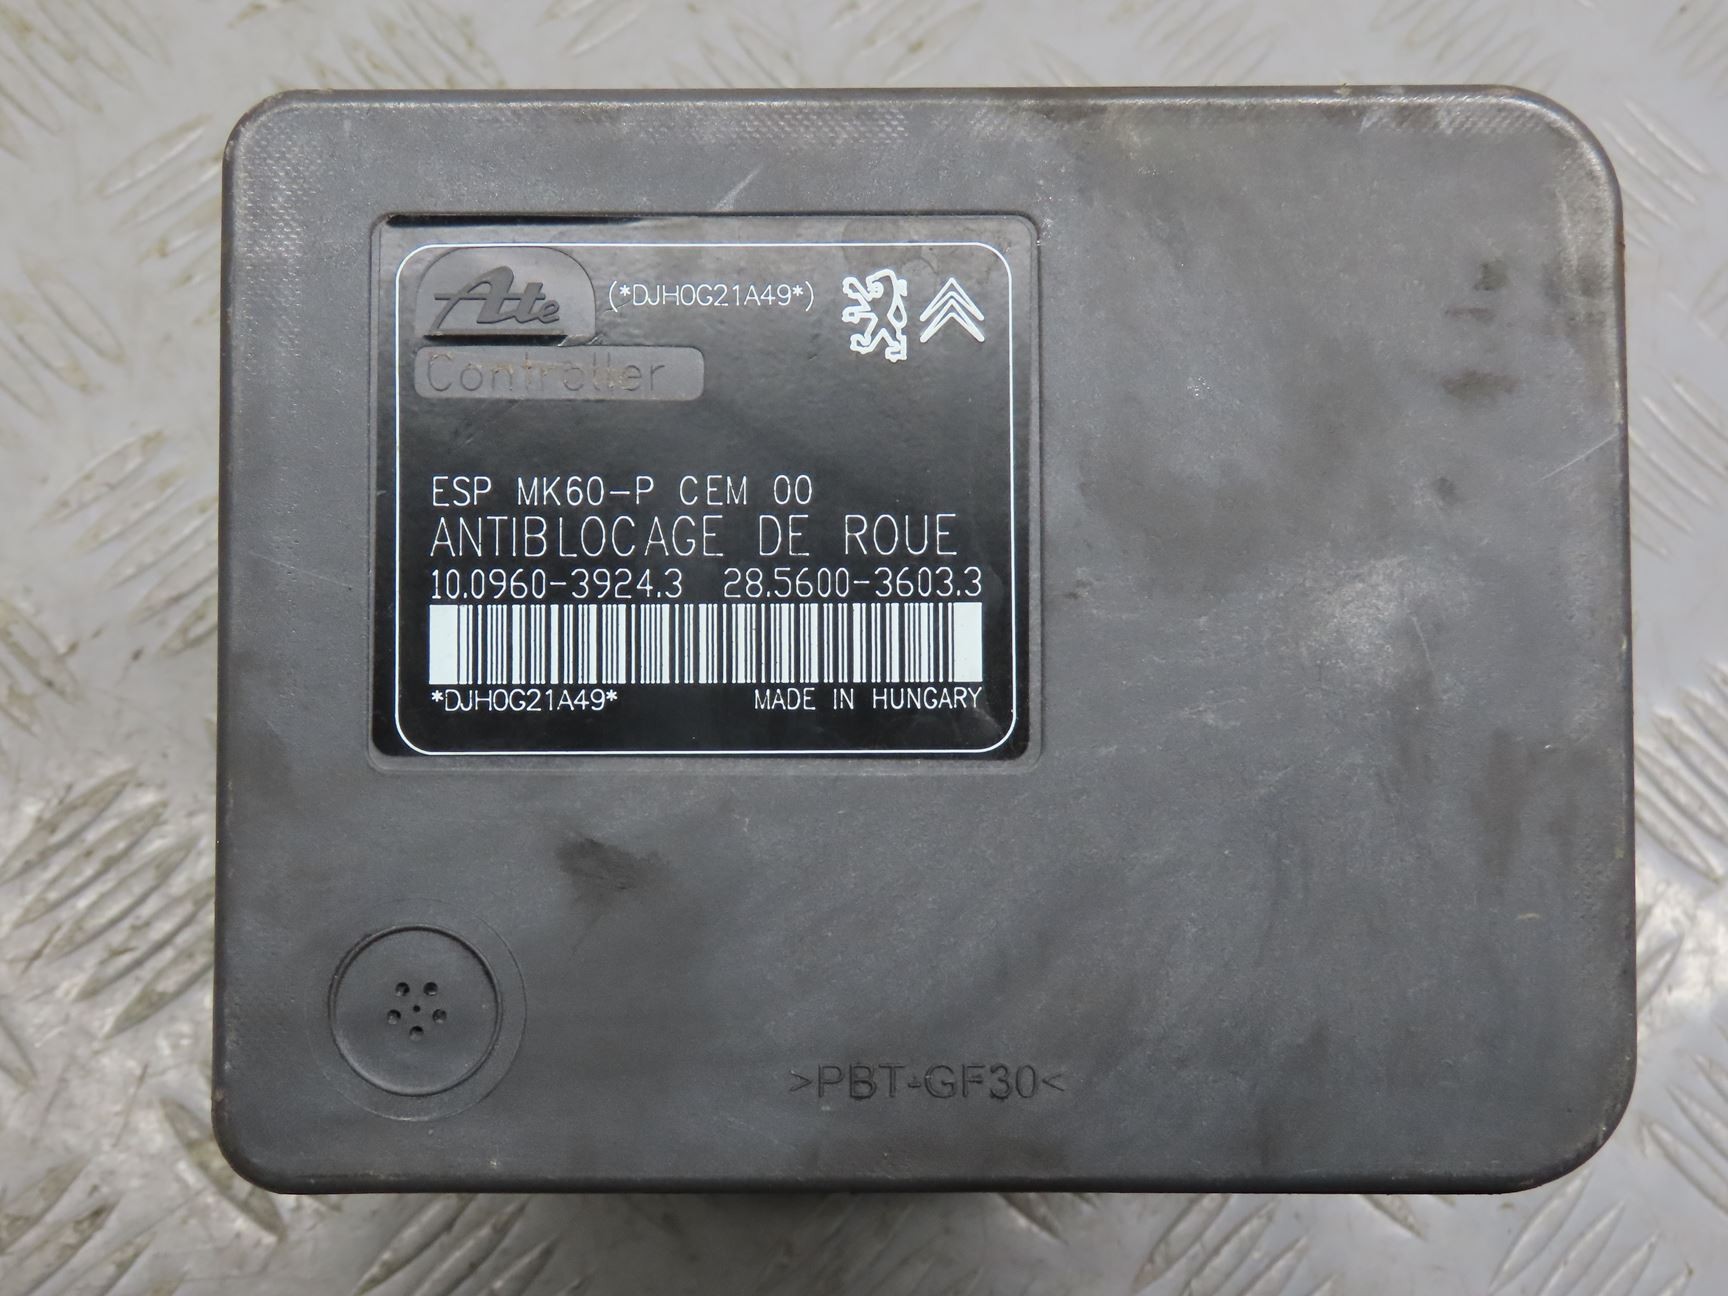 Ate (*DJH0G21A49*)
Controller
ESP MK60-P CEM 00
ANTIBLOCAGE DE ROUE
10.0960-3924.3 28.5600-3603.3
*DJH0G21A49* MADE IN HUNGARY
>PBT-GF30<